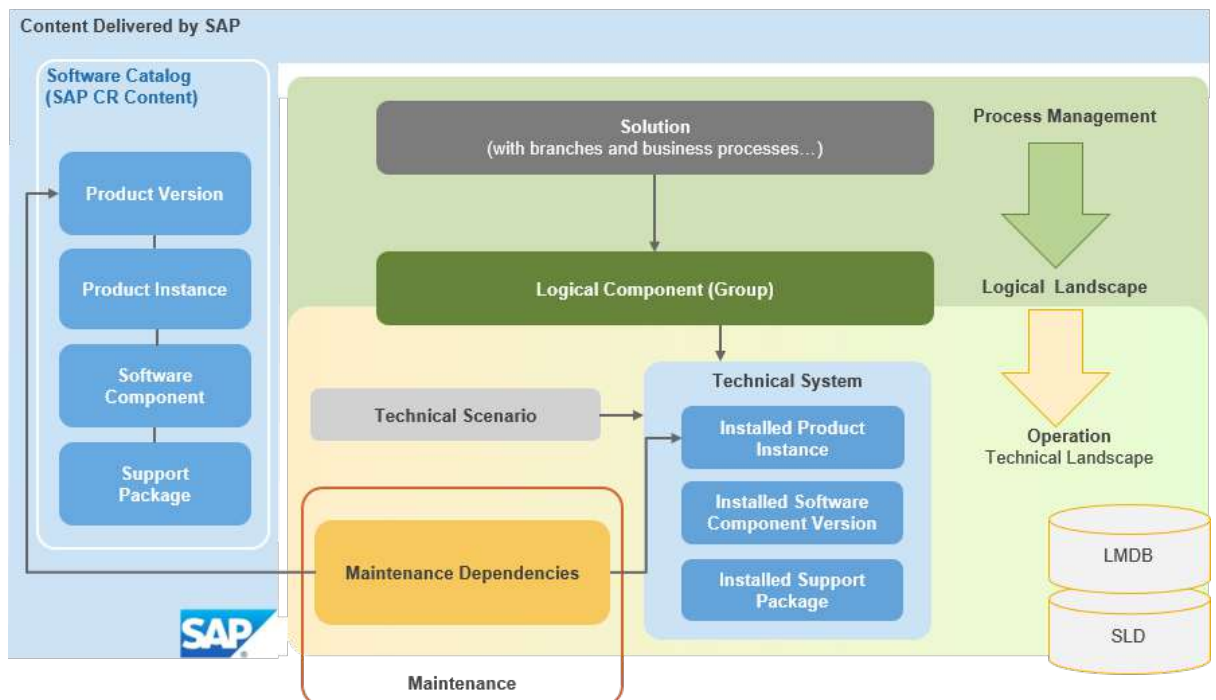 Content Delivered by SAP
Software Catalog
(SAP CR Content)
Product Version
Product Instance
Software
Component
Support
Package
SAP
Solution
(with branches and business processes…)
Logical Component (Group)
Technical Scenario
Technical System
Installed Product
Instance
Installed Software
Component Version
Installed Support
Package
Maintenance Dependencies
Maintenance
Process Management
Logical Landscape
Operation
Technical Landscape
LMDB
SLD